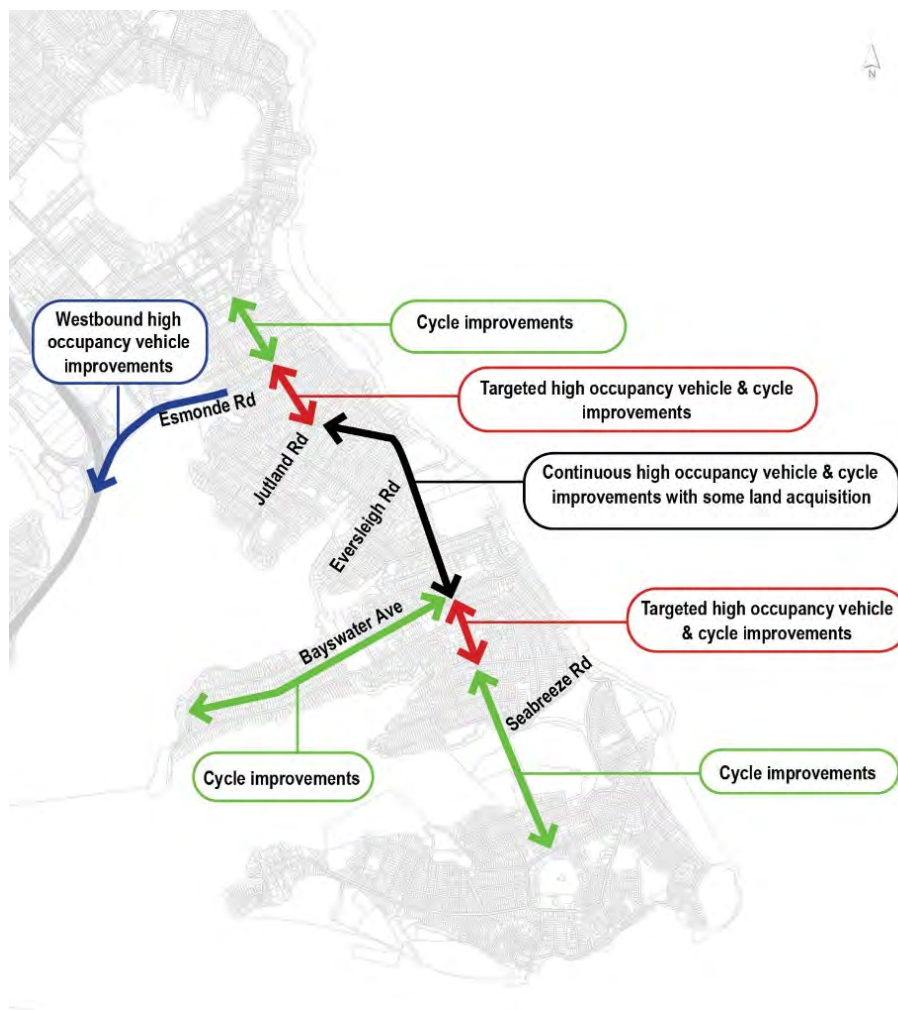 N
Westbound high
occupancy vehicle
improvements
Cycle improvements
Esmonde Rd
Targeted high occupancy vehicle & cycle
improvements
Jutland Rd
Continuous high occupancy vehicle & cycle
improvements with some land acquisition
Eversleigh Rd
Targeted high occupancy vehicle
& cycle improvements
Bayswater Ave
Seabreeze Rd
Cycle improvements
Cycle improvements